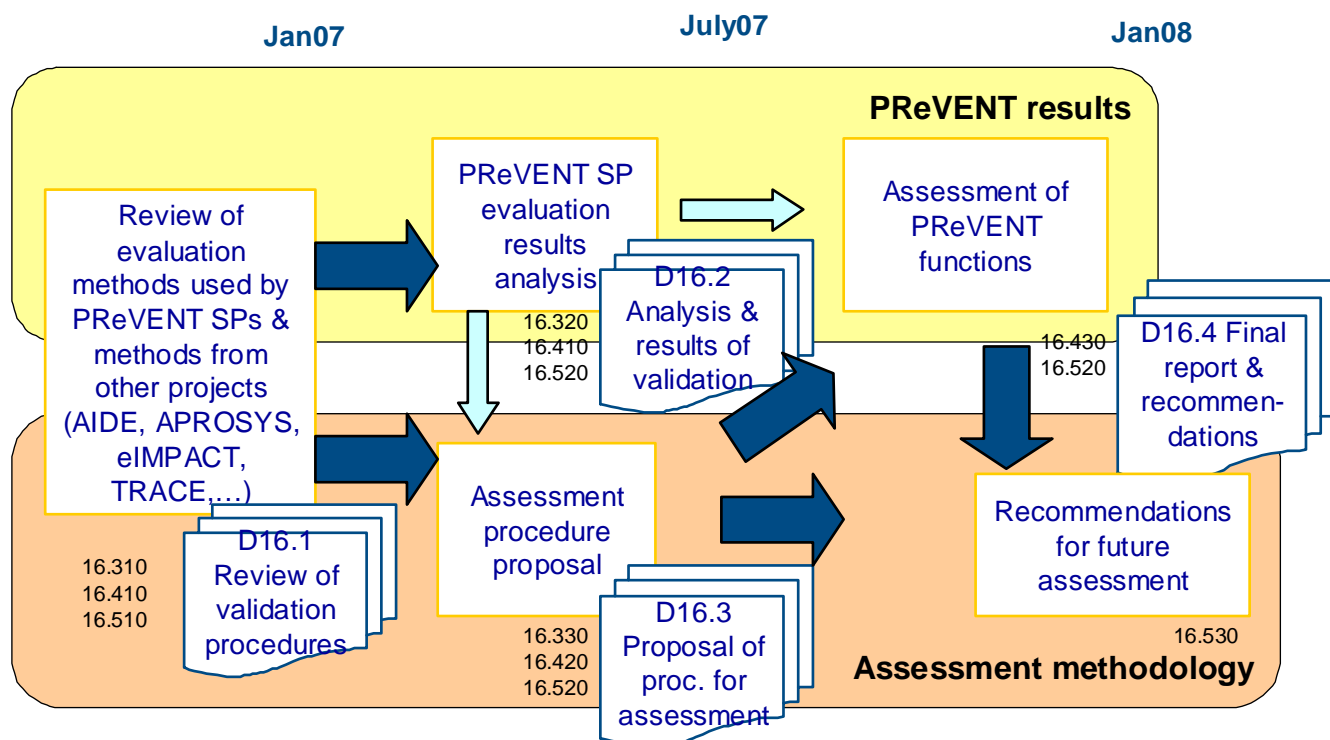 Jan07
July07
Jan08
PReVENT results
Review of
evaluation
methods used by
PReVENT SPs &
methods from
other projects
(AIDE, APROSYS,
eIMPACT,
TRACE,...)
D16.1
Review of
validation
procedures
16.310
16.410
16.510
PReVENT SP
evaluation
results
analysis
D16.2
Analysis &
results of
validation
16.320
16.410
16.520
Assessment of
PReVENT
functions
16.430
16.520
D16.4 Final
report &
recommen-
dations
Assessment
procedure
proposal
D16.3
Proposal of
proc. for
assessment
16.330
16.420
16.520
Recommendations
for future
assessment
16.530
Assessment methodology